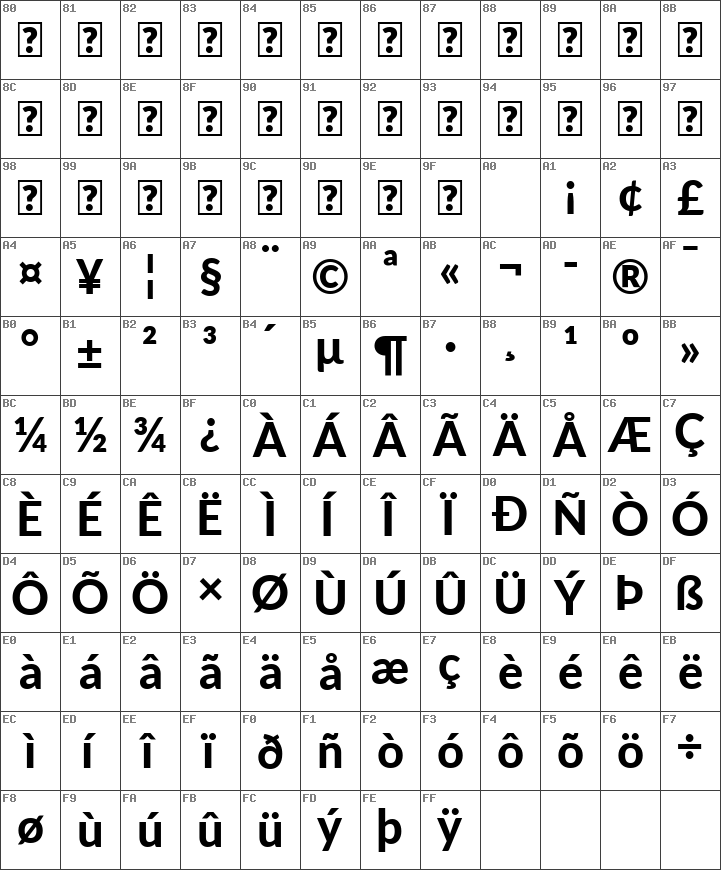 80 81 82 83 84 85 86 87 88 89 8A 8B
? ? ? ? ? ? ? ? ? ? ? ?
8C 8D 8E 8F 90 91 92 93 94 95 96 97
? ? ? ? ? ? ? ? ? ? ? ?
98 99 9A 9B 9C 9D 9E 9F A0 A1 A2 A3
? ? ? ? ? ? ? ? ¡ ¢ £
A4 A5 A6 A7 A8 A9 AA AB AC AD AE AF
¤ ¥ ¦ § ¨ © ª « ¬ - ® ¯
B0 B1 B2 B3 B4 B5 B6 B7 B8 B9 BA BB
° ± ² ³ ´ µ ¶ · ¸ ¹ º »
BC BD BE BF C0 C1 C2 C3 C4 C5 C6 C7
¼ ½ ¾ ¿ À Á Â Ã Ä Å Æ Ç
C8 C9 CA CB CC CD CE CF D0 D1 D2 D3
È É Ê Ë Ì Í Î Ï Ð Ñ Ò Ó
D4 D5 D6 D7 D8 D9 DA DB DC DD DE DF
Ô Õ Ö × Ø Ù Ú Û Ü Ý Þ ß
E0 E1 E2 E3 E4 E5 E6 E7 E8 E9 EA EB
à á â ã ä å æ ç è é ê ë
EC ED EE EF F0 F1 F2 F3 F4 F5 F6 F7
ì í î ï ð ñ ò ó ô õ ö ÷
F8 F9 FA FB FC FD FE FF
ø ù ú û ü ý þ ÿ